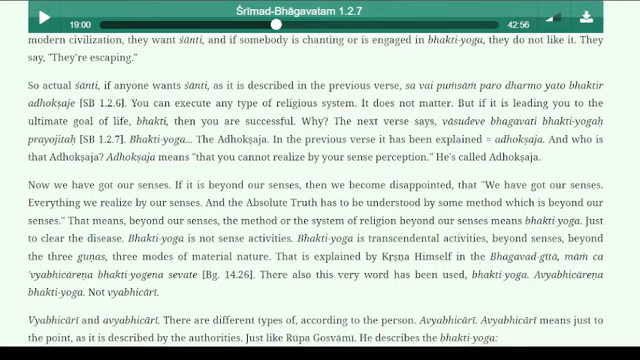 Śrīmad-Bhāgavatam 1.2.7
19:00
42:56
modern civilization, they want śānti, and if somebody is chanting or is engaged in bhakti-yoga, they do not like it. They
say, "They're escaping."
So actual śānti, if anyone wants śānti, as it is described in the previous verse, sa vai puṁsāṁ paro dharmo yato bhaktir
adhokṣaje [SB 1.2.6]. You can execute any type of religious system. It does not matter. But if it is leading you to the
ultimate goal of life, bhakti, then you are successful. Why? The next verse says, vāsudeve bhagavati bhakti-yogaḥ
prayojitaḥ [SB 1.2.7]. Bhakti-yoga... The Adhokṣaja. In the previous verse it has been explained = adhokṣaja. And who is
that Adhokṣaja? Adhokṣaja means "that you cannot realize by your sense perception." He's called Adhokṣaja.
Now we have got our senses. If it is beyond our senses, then we become disappointed, that "We have got our senses.
Everything we realize by our senses. And the Absolute Truth has to be understood by some method which is beyond our
senses." That means, beyond our senses, the method or the system of religion beyond our senses means bhakti-yoga. Just
to clear the disease. Bhakti-yoga is not sense activities. Bhakti-yoga is transcendental activities, beyond senses, beyond
the three guṇas, three modes of material nature. That is explained by Kṛṣṇa Himself in the Bhagavad-gītā, māṁ ca
'vyabhicāreṇa bhakti-yogena sevate [Bg. 14.26]. There also this very word has been used, bhakti-yoga. Avyabhicāreṇa
bhakti-yoga. Not vyabhicārī.
Vyabhicārī and avyabhicārī. There are different types of, according to the person. Avyabhicārī. Avyabhicārī means just to
the point, as it is described by the authorities. Just like Rūpa Gosvāmī. He describes the bhakti-yoga: